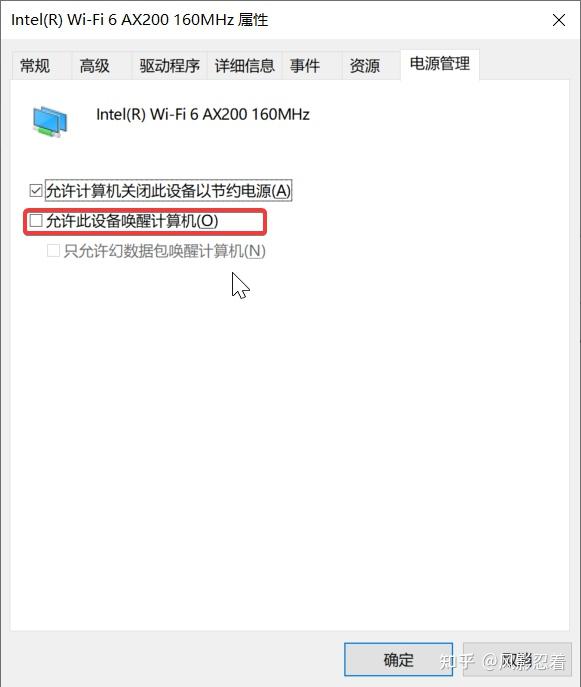 Intel(R) Wi-Fi 6 AX200 160MHz 属性
常规 高级 驱动程序 详细信息 事件 资源 电源管理
Intel(R) Wi-Fi 6 AX200 160MHz
允许计算机关闭此设备以节约电源(A)
允许此设备唤醒计算机(O)
只允许幻数据包唤醒计算机(N)
确定
知乎 @风影忍着